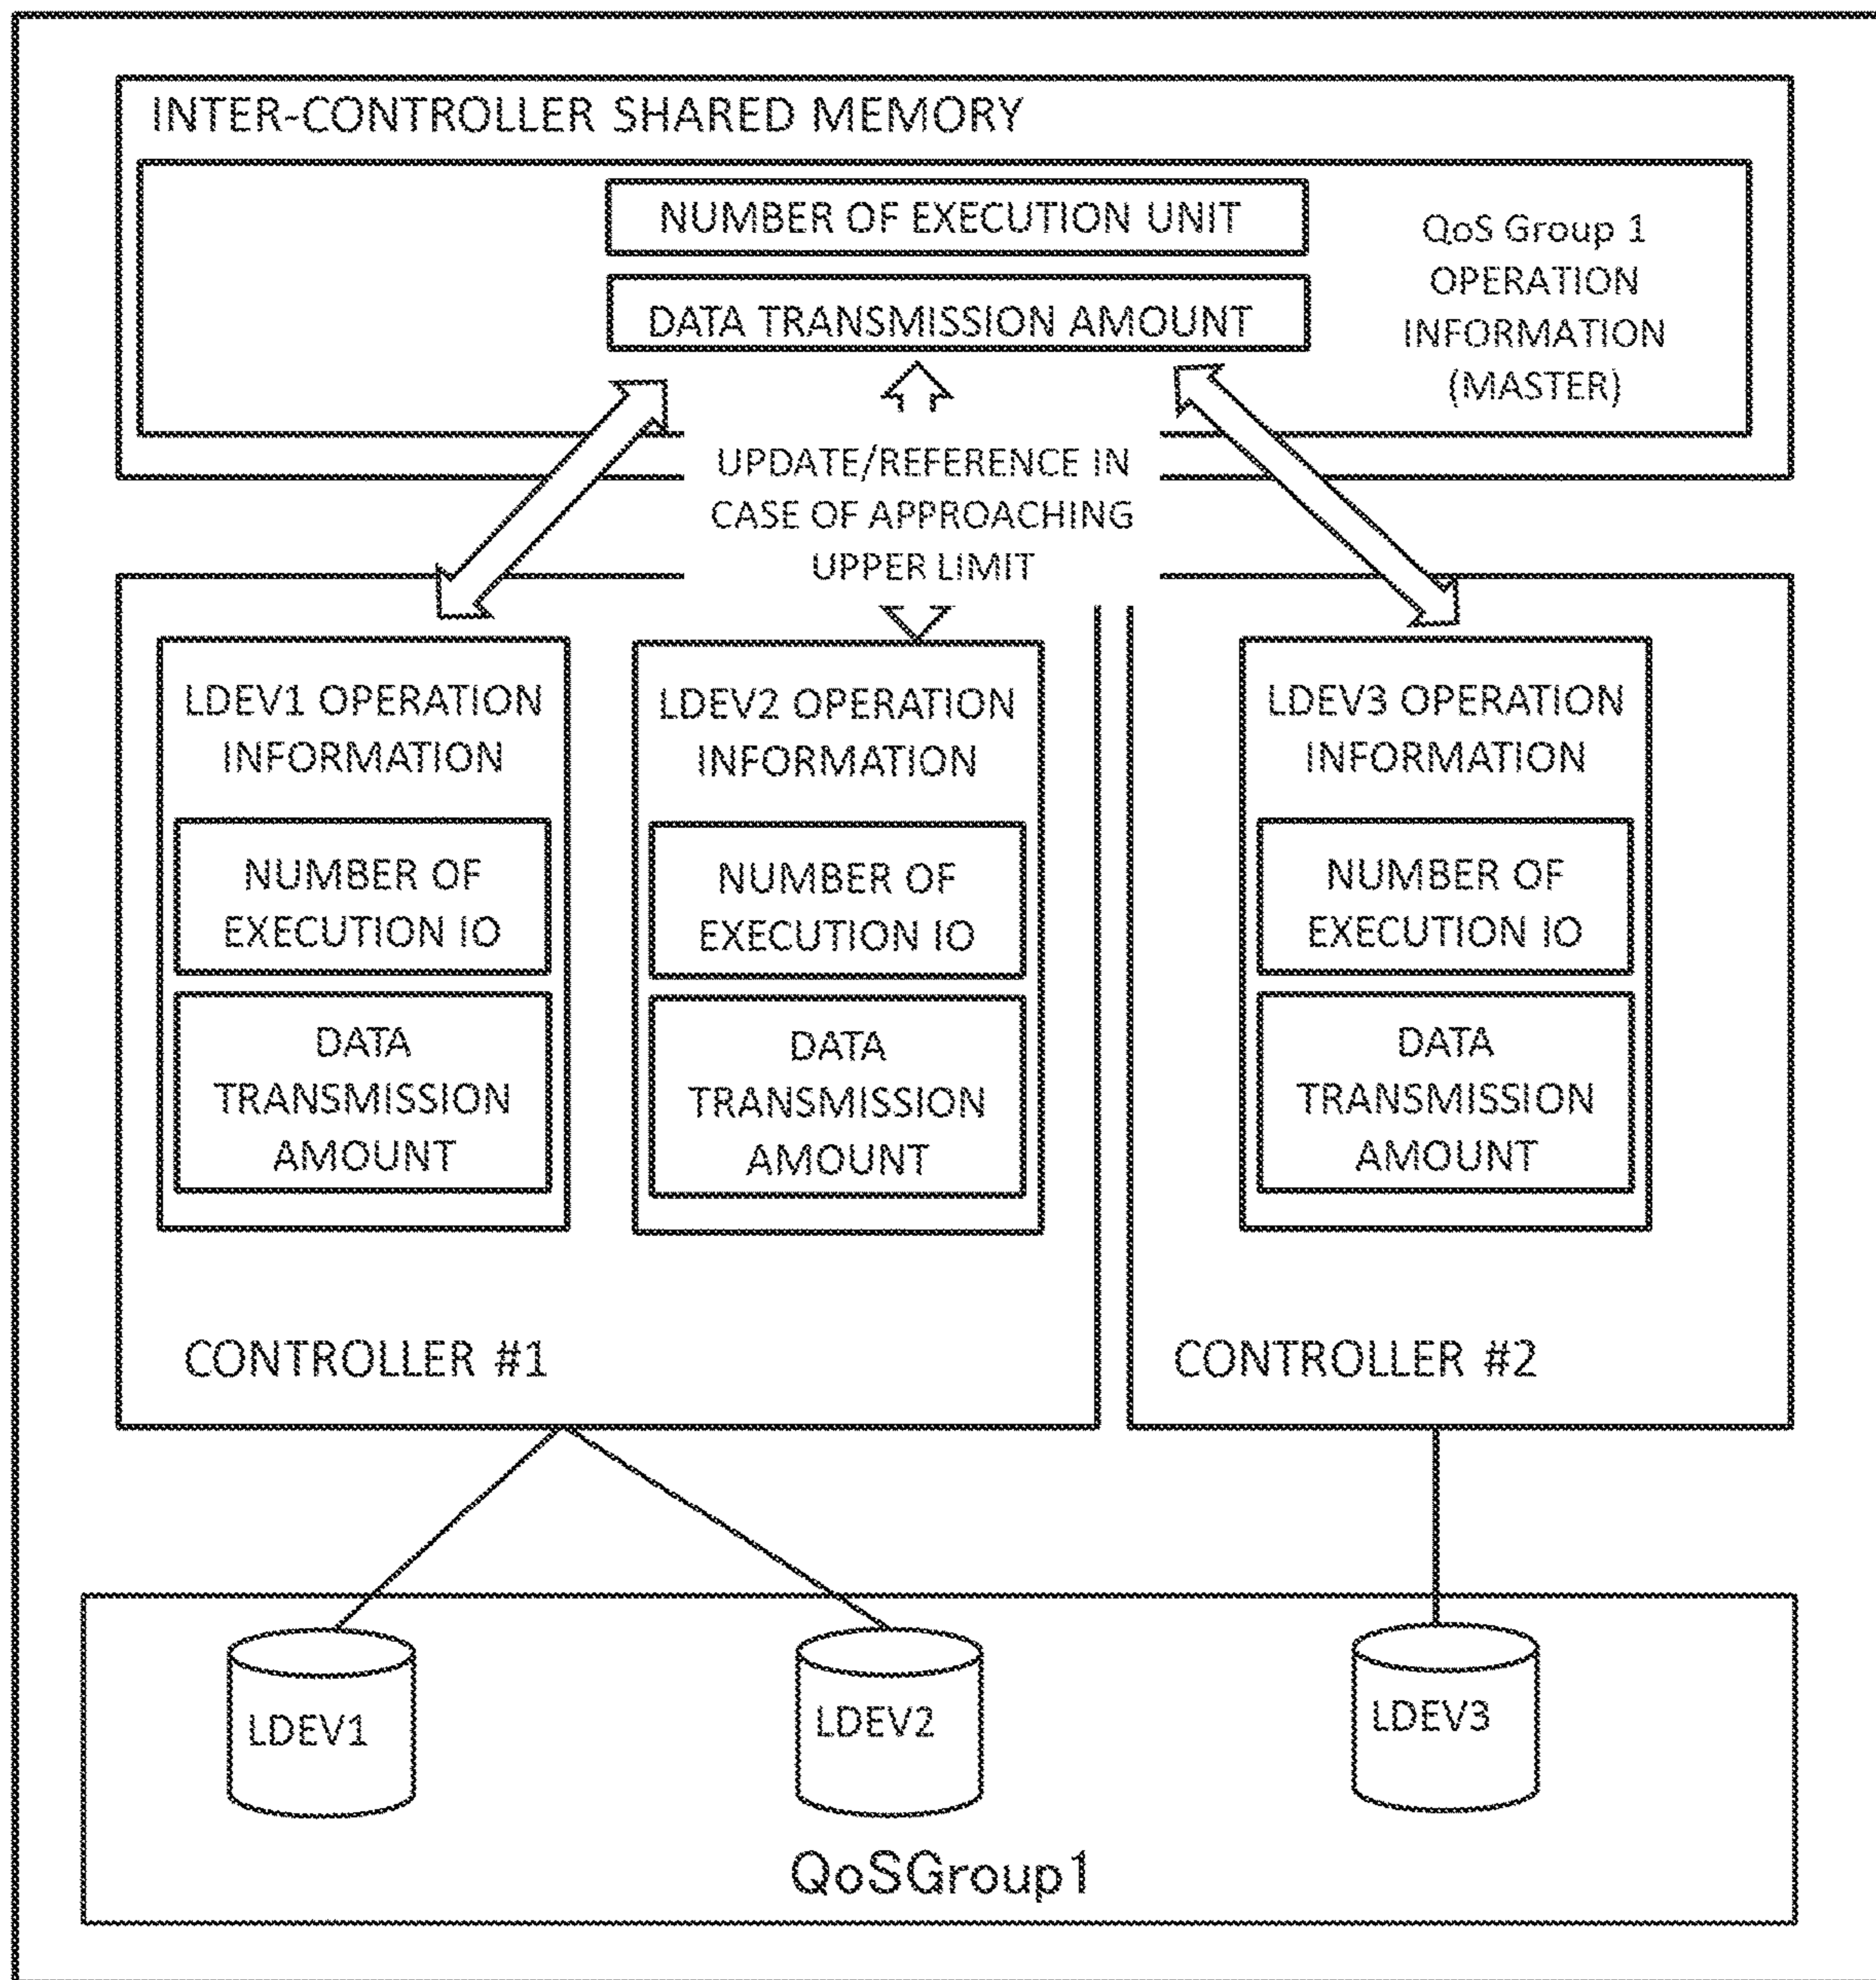 INTER-CONTROLLER SHARED MEMORY
NUMBER OF EXECUTION UNIT
DATA TRANSMISSION AMOUNT
QoS Group 1
OPERATION
INFORMATION
(MASTER)
UPDATE/REFERENCE IN
CASE OF APPROACHING
UPPER LIMIT
LDEV1 OPERATION
INFORMATION
NUMBER OF
EXECUTION IO
DATA
TRANSMISSION
AMOUNT
LDEV2 OPERATION
INFORMATION
NUMBER OF
EXECUTION IO
DATA
TRANSMISSION
AMOUNT
CONTROLLER #1
LDEV3 OPERATION
INFORMATION
NUMBER OF
EXECUTION IO
DATA
TRANSMISSION
AMOUNT
CONTROLLER #2
LDEV1
LDEV2
LDEV3
QoSGroup1